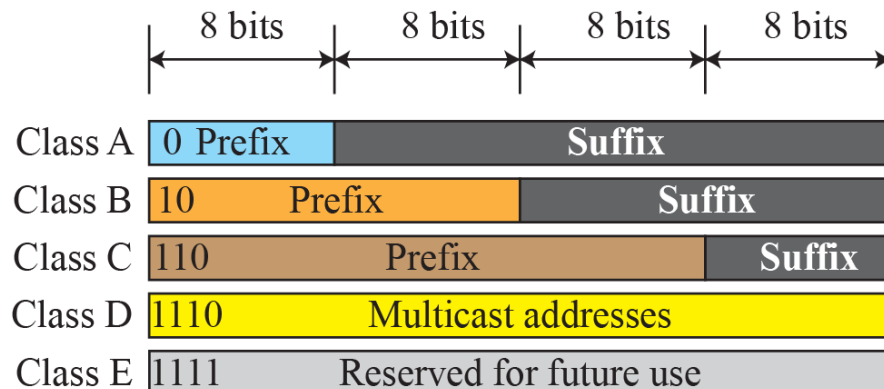 8 bits 8 bits 8 bits 8 bits
Class A 0 Prefix Suffix
Class B 10 Prefix Suffix
Class C 110 Prefix Suffix
Class D 1110 Multicast addresses
Class E 1111 Reserved for future use